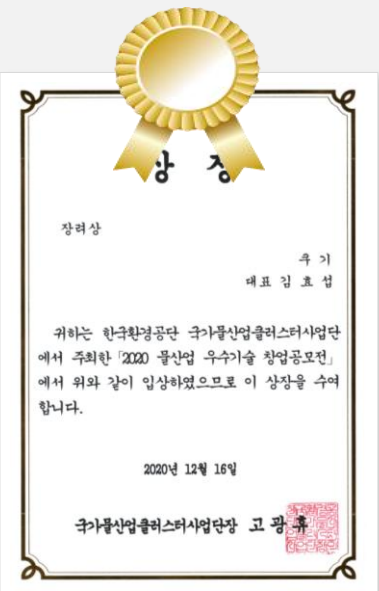 상 장
장려상
쿠 기
대표 김 효 섭
귀하는 한국환경공단 국가물산업클러스터사업단
에서 주최한 「2020 물산업 우수기술 창업공모전」
에서 위와 같이 입상하였으므로 이 상장을 수여
합니다.
2020년 12월 16일
국가물산업클러스터사업단장 고 광 휴